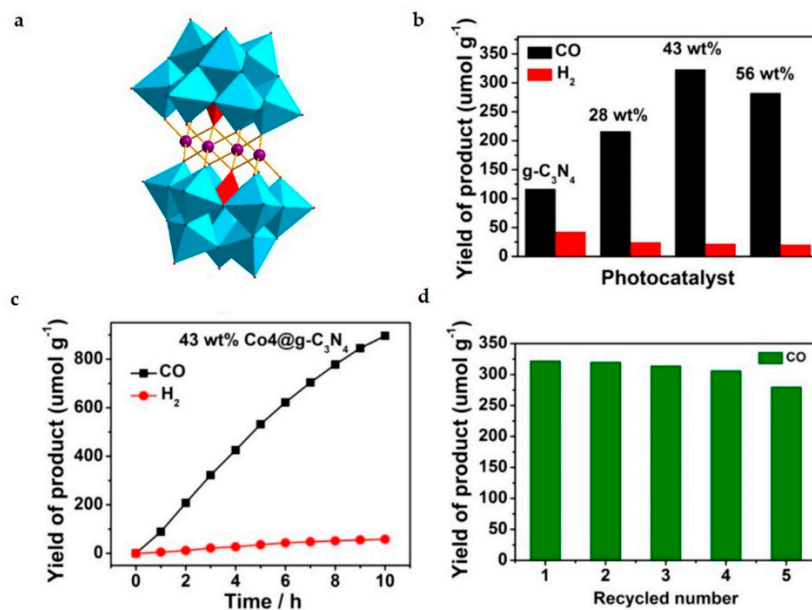 a
b
Yield of product (umol g⁻¹)
350
300
250
200
150
100
50
0
CO
H₂
g-C₃N₄
28 wt%
43 wt%
56 wt%
Photocatalyst
c
Yield of product (umol g⁻¹)
800
600
400
200
0
43 wt% Co4@g-C₃N₄
CO
H₂
0 2 4 6 8 10
Time / h
d
Yield of product (umol g⁻¹)
350
300
250
200
150
100
50
0
CO
1 2 3 4 5
Recycled number